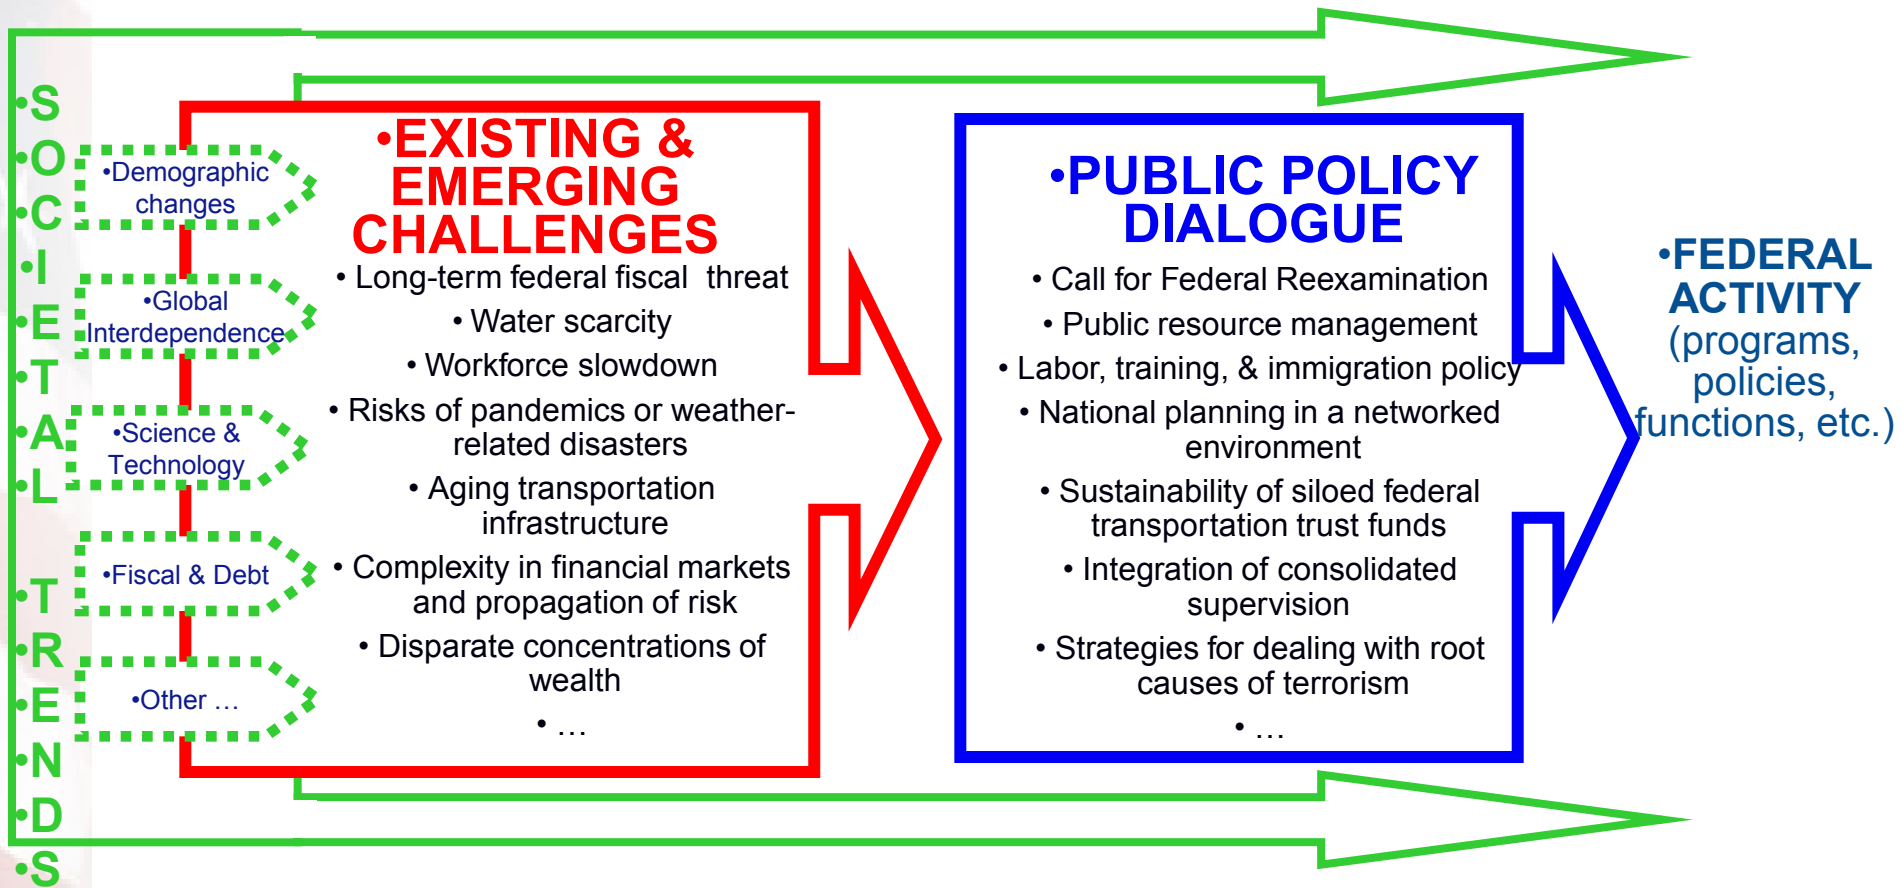 •S
•O
•C
•I
•E
•T
•A
•L
•T
•R
•E
•N
•D
•S
•Demographic
changes
•Global
Interdependence
•Science &
Technology
•Fiscal & Debt
•Other …
•EXISTING &
EMERGING
CHALLENGES
• Long-term federal fiscal threat
• Water scarcity
• Workforce slowdown
• Risks of pandemics or weather-
related disasters
• Aging transportation
infrastructure
• Complexity in financial markets
and propagation of risk
• Disparate concentrations of
wealth
• …
•PUBLIC POLICY
DIALOGUE
• Call for Federal Reexamination
• Public resource management
• Labor, training, & immigration policy
• National planning in a networked
environment
• Sustainability of siloed federal
transportation trust funds
• Integration of consolidated
supervision
• Strategies for dealing with root
causes of terrorism
• …
•FEDERAL
ACTIVITY
(programs,
policies,
functions, etc.)